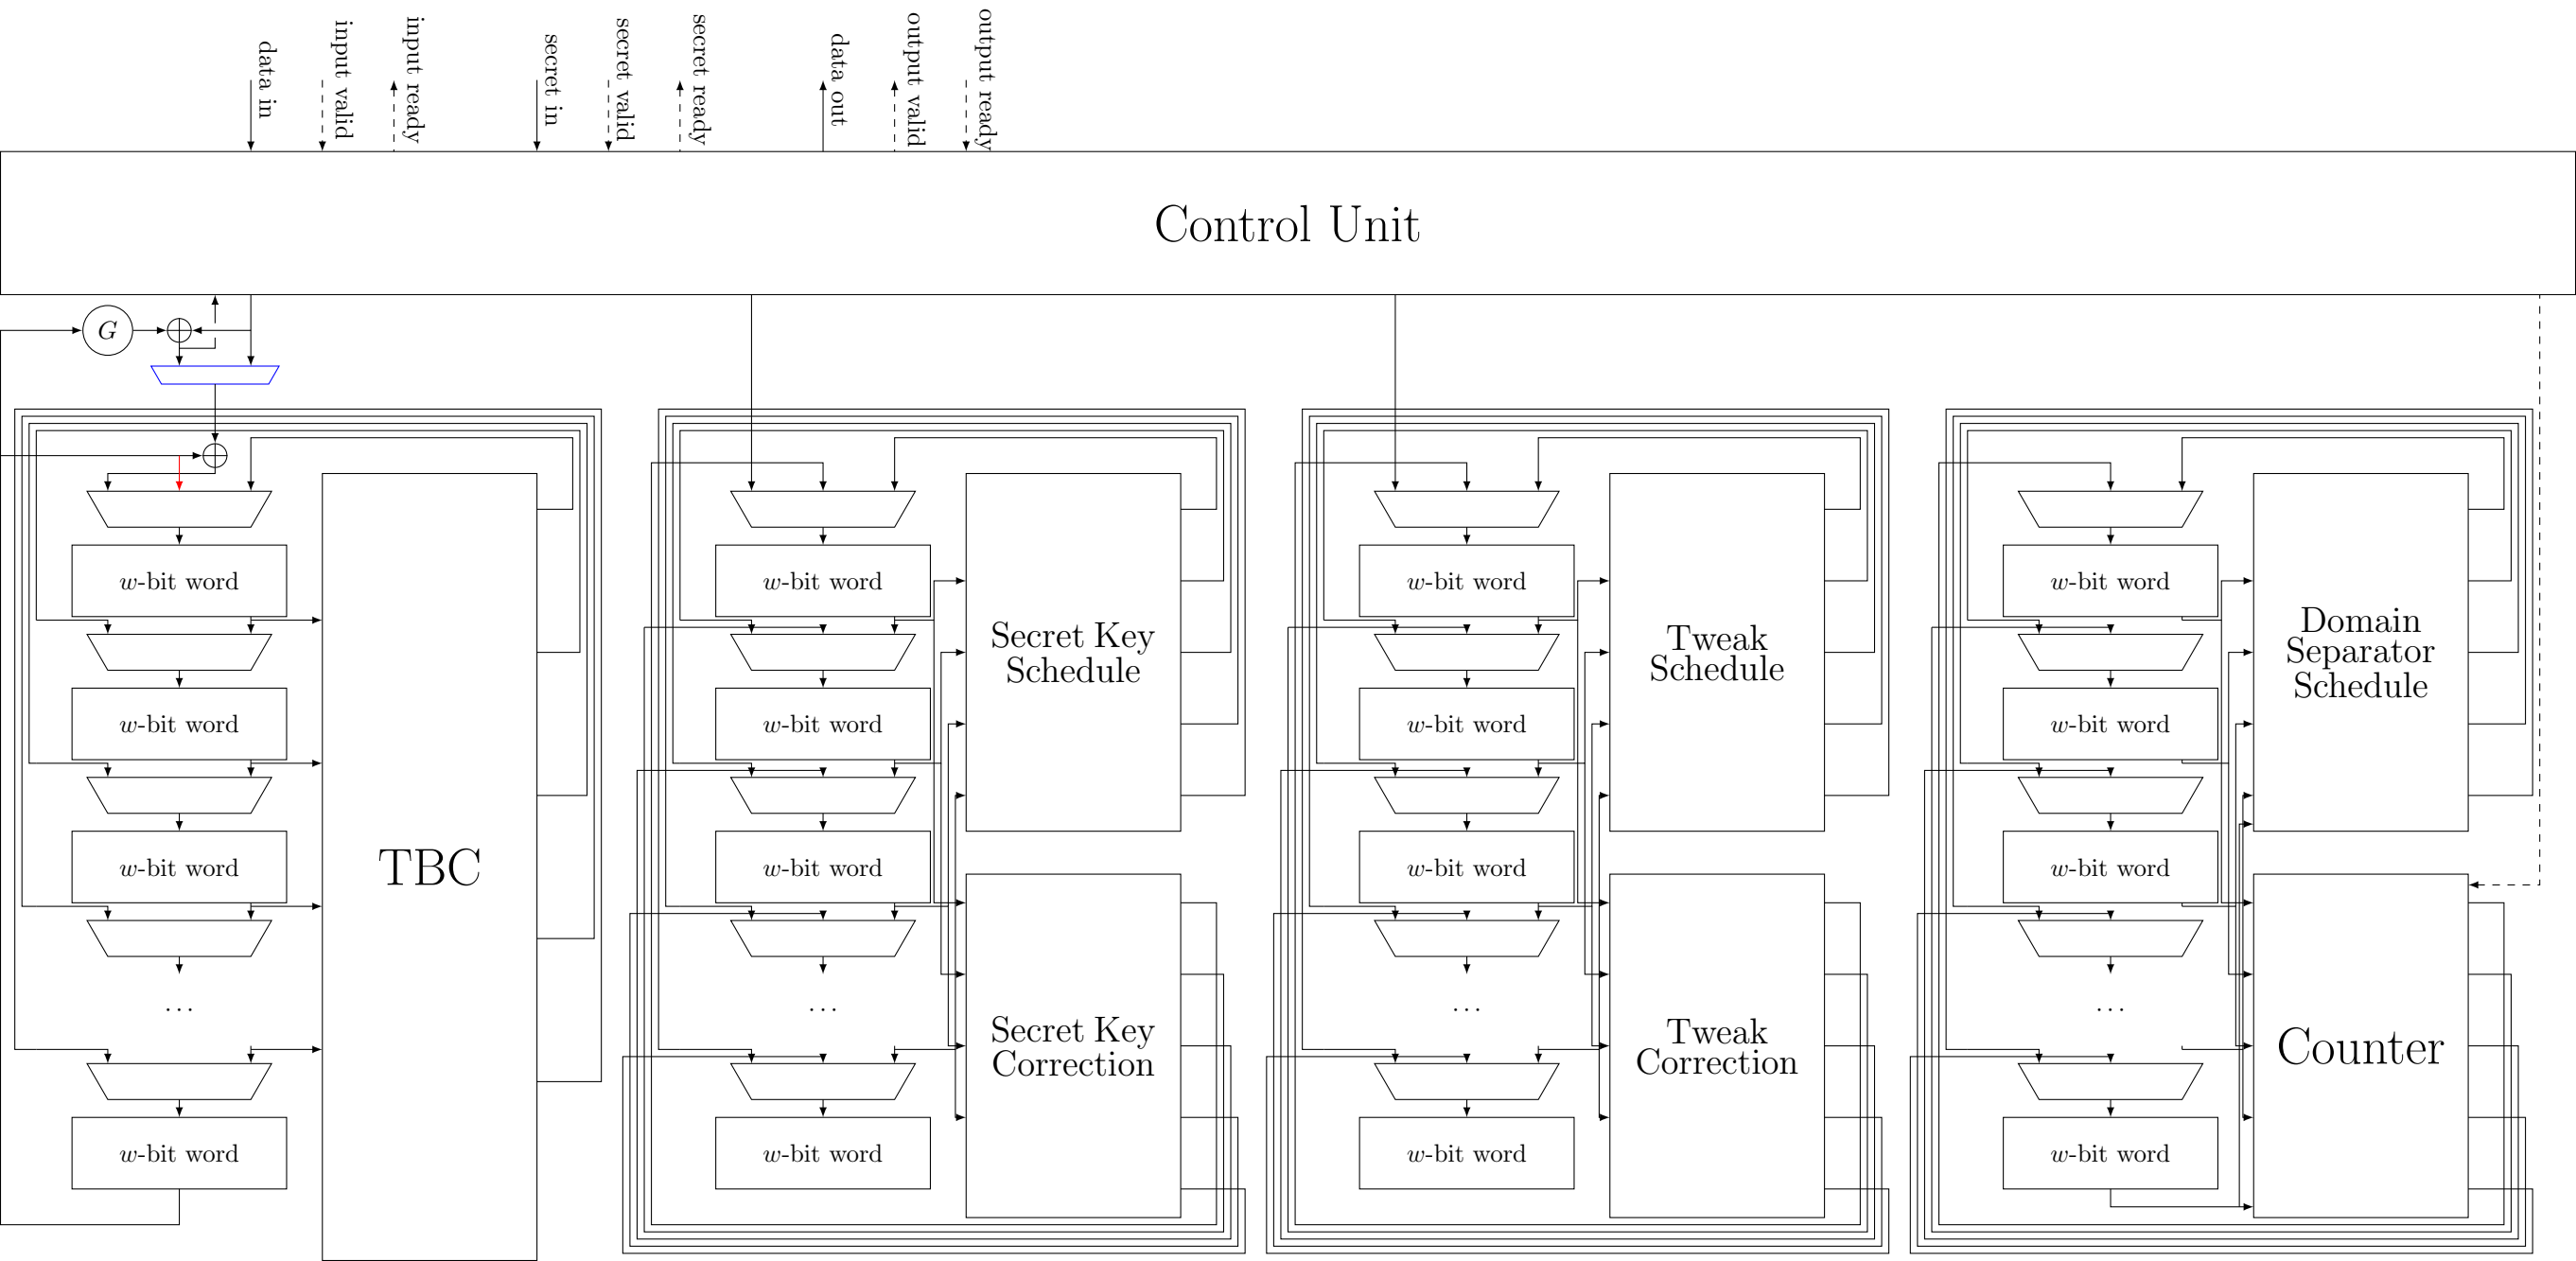 data in
input valid
input ready
secret in
secret valid
secret ready
data out
output valid
output ready
Control Unit
G
w-bit word
w-bit word
w-bit word
...
w-bit word
TBC
w-bit word
w-bit word
w-bit word
...
w-bit word
Secret Key
Schedule
Secret Key
Correction
w-bit word
w-bit word
w-bit word
...
w-bit word
Tweak
Schedule
Tweak
Correction
w-bit word
w-bit word
w-bit word
...
w-bit word
Domain
Separator
Schedule
Counter